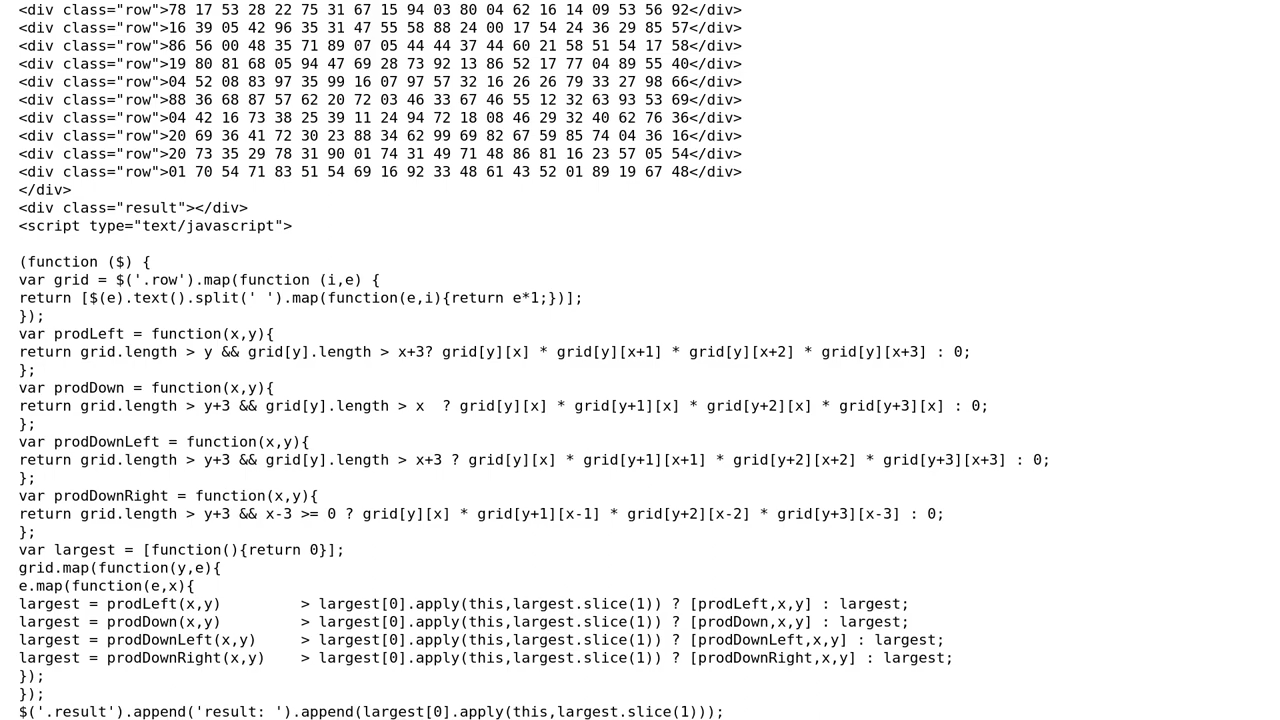 <div class="row">78 17 53 28 22 75 31 67 15 94 03 80 04 62 16 14 09 53 56 92</div>
<div class="row">16 39 05 42 96 35 31 47 55 58 88 24 00 17 54 24 36 29 85 57</div>
<div class="row">86 56 00 48 35 71 89 07 05 44 44 37 44 60 21 58 51 54 17 58</div>
<div class="row">19 80 81 68 05 94 47 69 28 73 92 13 86 52 17 77 04 89 55 40</div>
<div class="row">04 52 08 83 97 35 99 16 07 97 57 32 16 26 26 79 33 27 98 66</div>
<div class="row">88 36 68 87 57 62 20 72 03 46 33 67 46 55 12 32 63 93 53 69</div>
<div class="row">04 42 16 73 38 25 39 11 24 94 72 18 08 46 29 32 40 62 76 36</div>
<div class="row">20 69 36 41 72 30 23 88 34 62 99 69 82 67 59 85 74 04 36 16</div>
<div class="row">20 73 35 29 78 31 90 01 74 31 49 71 48 86 81 16 23 57 05 54</div>
<div class="row">01 70 54 71 83 51 54 69 16 92 33 48 61 43 52 01 89 19 67 48</div>
</div>
<div class="result"></div>
<script type="text/javascript">

(function ($) {
var grid = $('.row').map(function (i,e) {
return [$(e).text().split(' ').map(function(e,i){return e*1;})];
});
var prodLeft = function(x,y){
return grid.length > y && grid[y].length > x+3? grid[y][x] * grid[y][x+1] * grid[y][x+2] * grid[y][x+3] : 0;
};
var prodDown = function(x,y){
return grid.length > y+3 && grid[y].length > x  ? grid[y][x] * grid[y+1][x] * grid[y+2][x] * grid[y+3][x] : 0;
};
var prodDownLeft = function(x,y){
return grid.length > y+3 && grid[y].length > x+3 ? grid[y][x] * grid[y+1][x+1] * grid[y+2][x+2] * grid[y+3][x+3] : 0;
};
var prodDownRight = function(x,y){
return grid.length > y+3 && x-3 >= 0 ? grid[y][x] * grid[y+1][x-1] * grid[y+2][x-2] * grid[y+3][x-3] : 0;
};
var largest = [function(){return 0}];
grid.map(function(y,e){
e.map(function(e,x){
largest = prodLeft(x,y)         > largest[0].apply(this,largest.slice(1)) ? [prodLeft,x,y] : largest;
largest = prodDown(x,y)         > largest[0].apply(this,largest.slice(1)) ? [prodDown,x,y] : largest;
largest = prodDownLeft(x,y)     > largest[0].apply(this,largest.slice(1)) ? [prodDownLeft,x,y] : largest;
largest = prodDownRight(x,y)    > largest[0].apply(this,largest.slice(1)) ? [prodDownRight,x,y] : largest;
});
});
$('.result').append('result: ').append(largest[0].apply(this,largest.slice(1)));